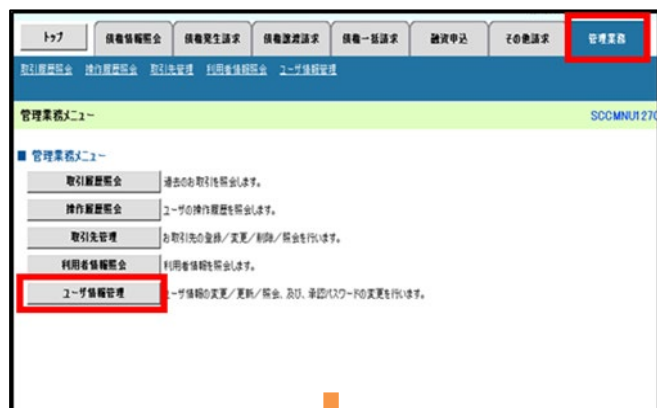 トップ 債権情報照会 債権発生請求 債権譲渡請求 債権一括請求 融資申込 その他請求 管理業務
取引履歴照会 操作履歴照会 取引先管理 利用者情報照会 ユーザ情報管理
管理業務メニュー SCCMNU1270
■ 管理業務メニュー
取引履歴照会 過去のお取引を照会します。
操作履歴照会 ユーザの操作履歴を照会します。
取引先管理 お取引先の登録／変更／削除／照会を行います。
利用者情報照会 利用者情報を照会します。
ユーザ情報管理 ユーザ情報の変更／更新／照会、及び、承認パスワードの変更を行います。